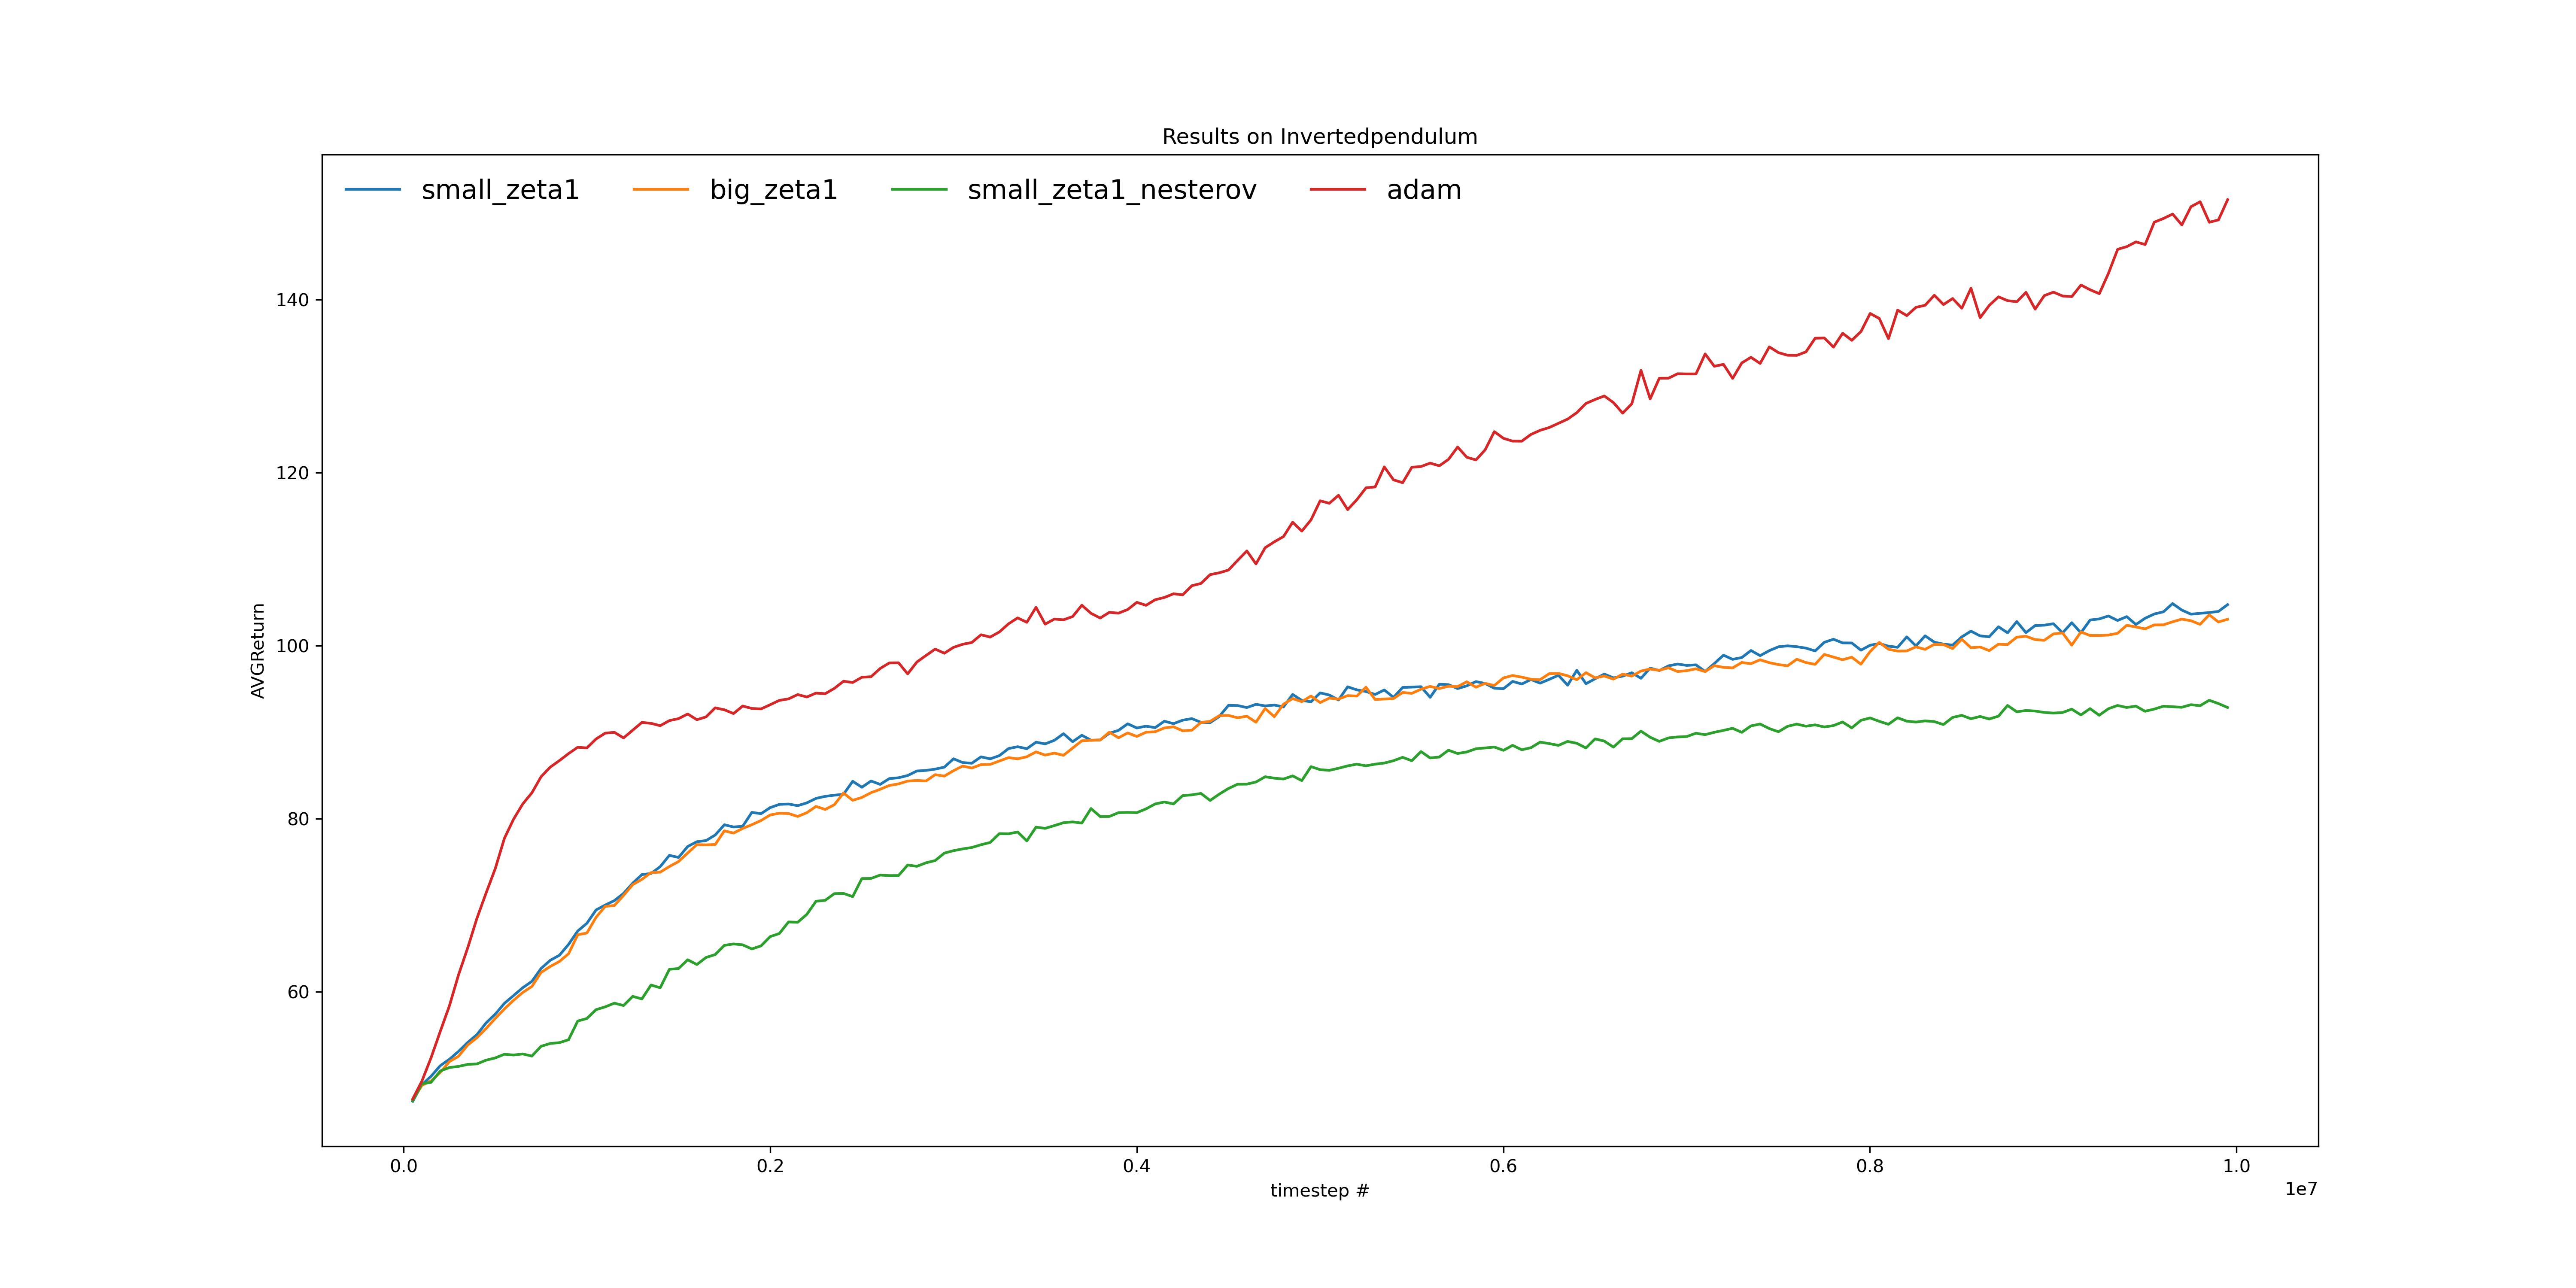 Results on Invertedpendulum
small_zeta1 big_zeta1 small_zeta1_nesterov adam
AVGReturn
140
120
100
80
60
0.0 0.2 0.4 0.6 0.8 1.0
timestep #
1e7